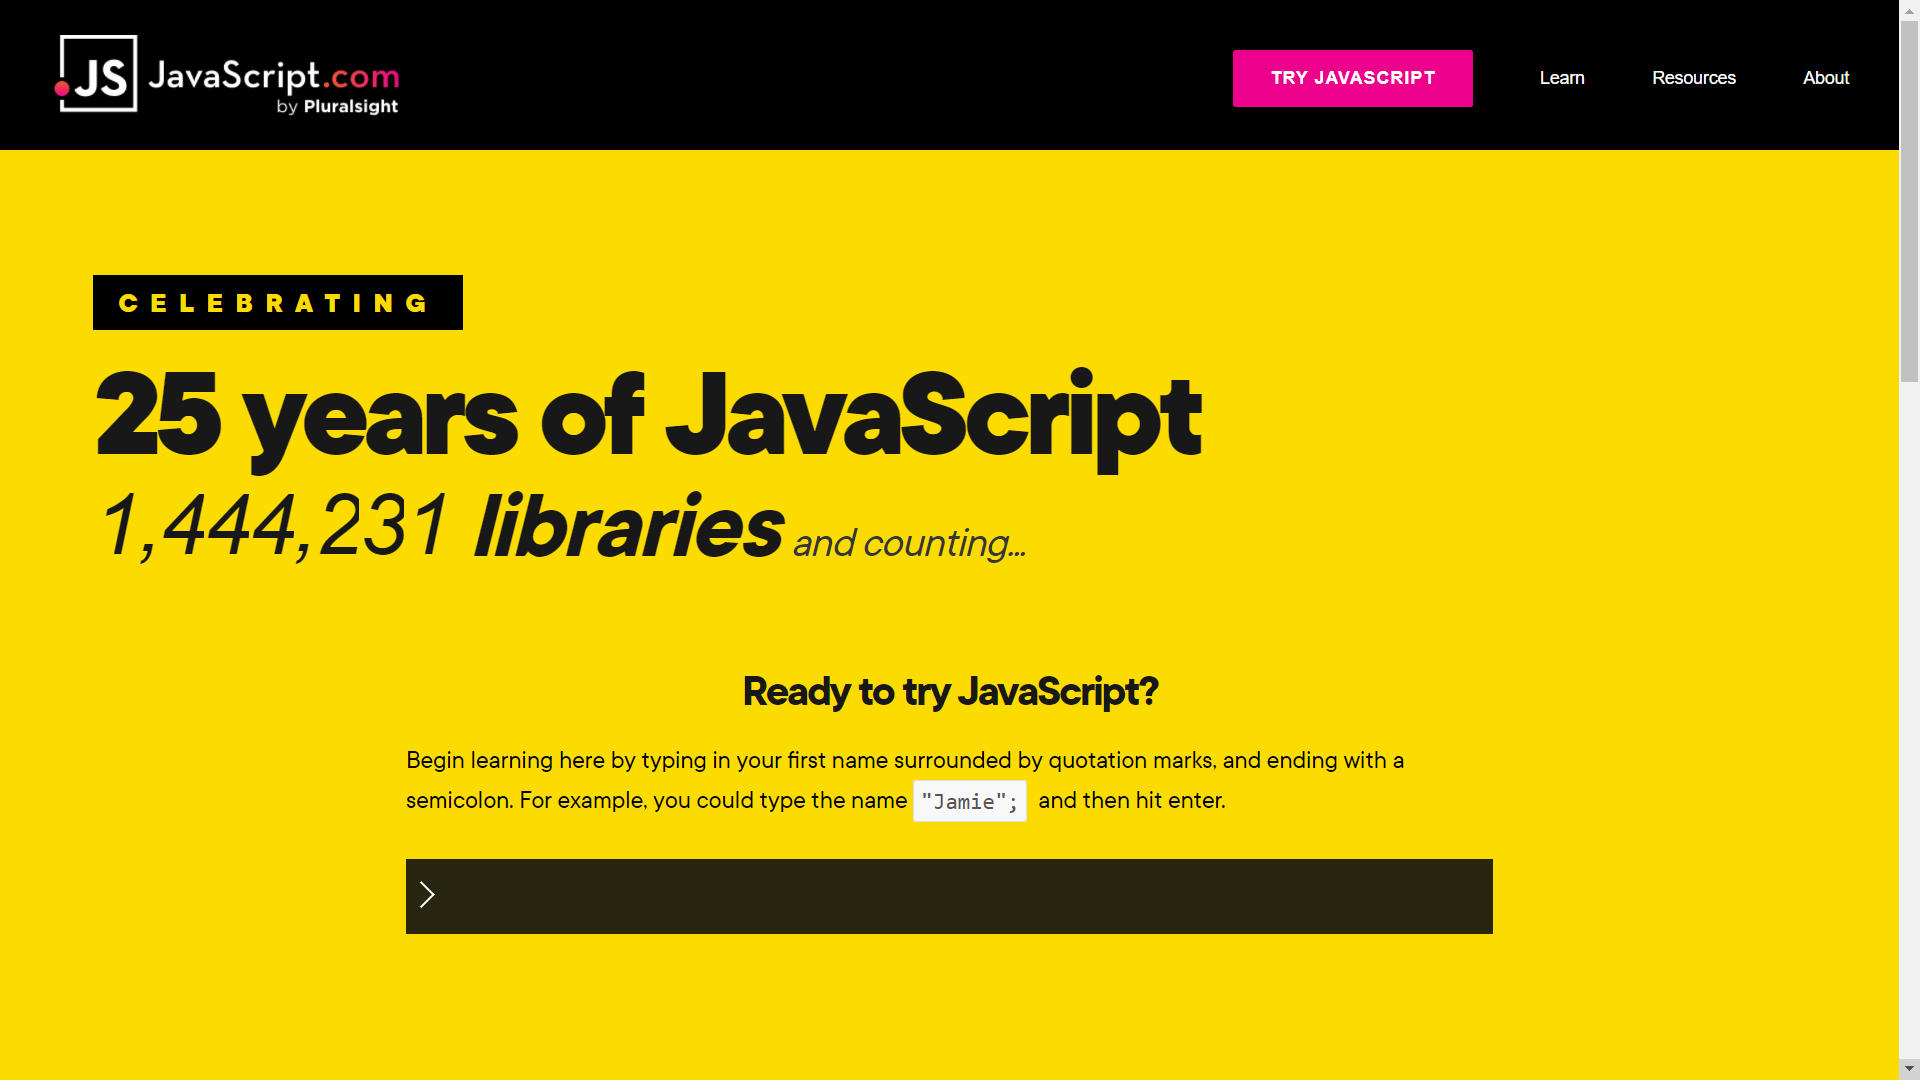 JS JavaScript.com
by Pluralsight
TRY JAVASCRIPT
Learn
Resources
About
CELEBRATING
25 years of JavaScript
1,444,231 libraries and counting...
Ready to try JavaScript?
Begin learning here by typing in your first name surrounded by quotation marks, and ending with a
semicolon. For example, you could type the name "Jamie"; and then hit enter.